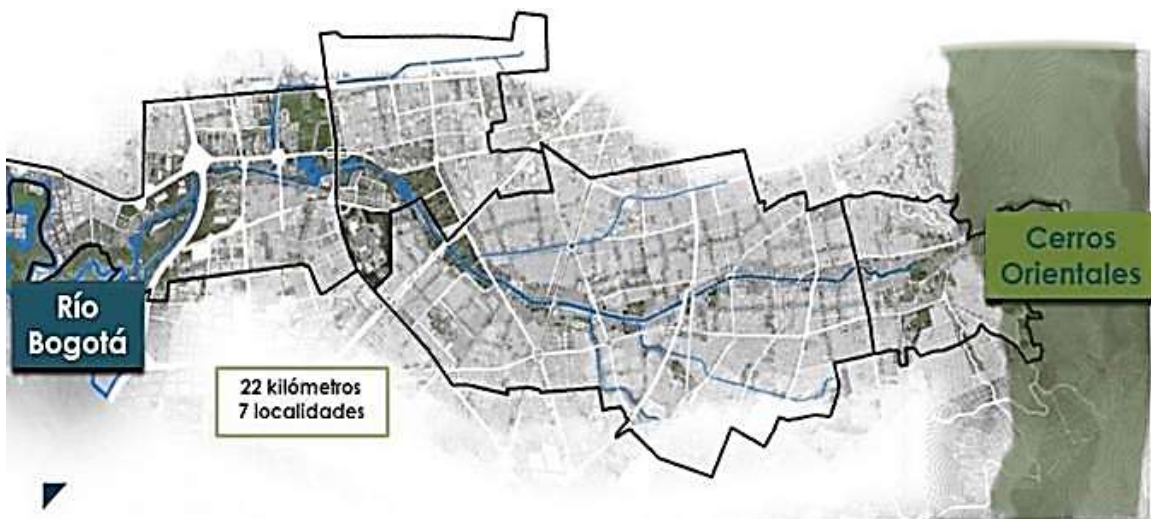 Cerros
Orientales
Río
Bogotá
22 kilómetros
7 localidades